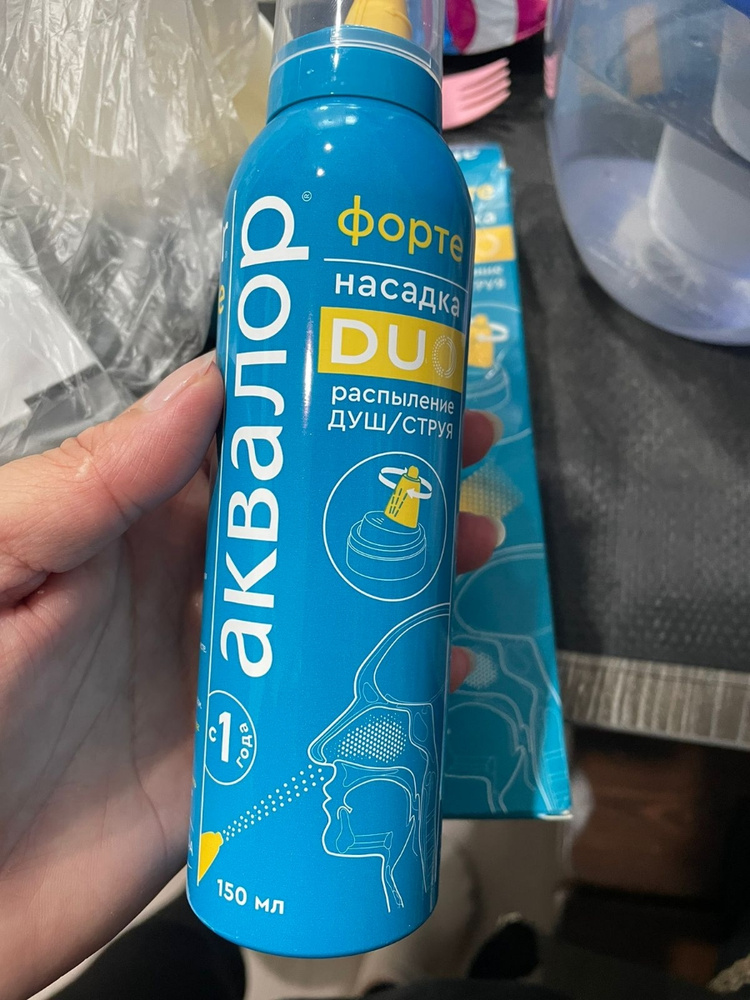 аквалор®
форте
насадка
DUO
распыление
ДУШ/СТРУЯ
с 1 года
150 мл